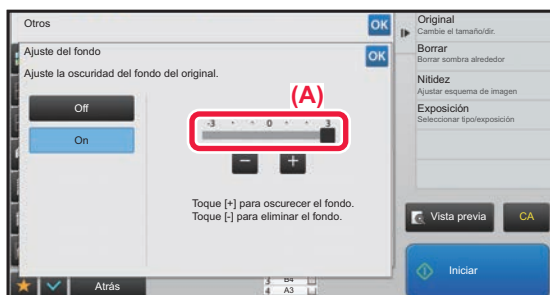 Otros
OK
Ajuste del fondo
OK
Ajuste la oscuridad del fondo del original.
Off
On
(A)
-3 0 3
- +
Toque [+] para oscurecer el fondo.
Toque [-] para eliminar el fondo.
Atrás
3 B4
4 A3
Original
Cambie el tamaño/dir.
Borrar
Borrar sombra alrededor
Nitidez
Ajustar esquema de imagen
Exposición
Seleccionar tipo/exposición
Vista previa
CA
Iniciar